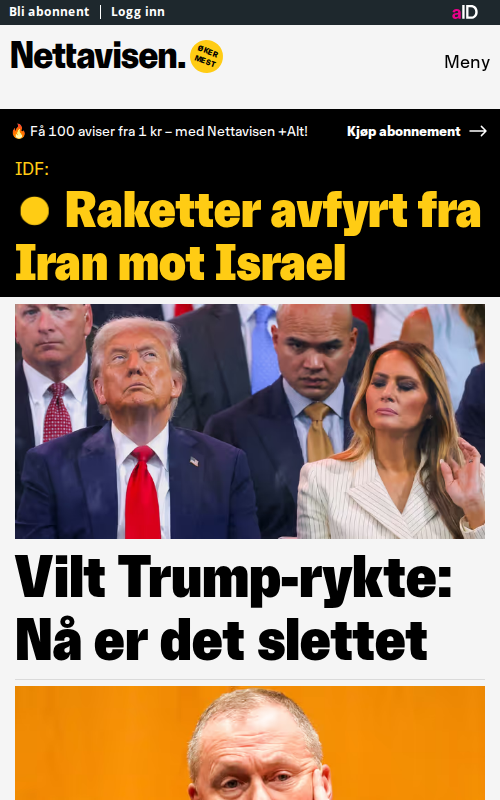 Bli abonnent | Logg inn
aID
Nettavisen.
ØKER
MEST
Meny
🔥 Få 100 aviser fra 1 kr – med Nettavisen +Alt!
Kjøp abonnement →
IDF:
Raketter avfyrt fra
Iran mot Israel
Vilt Trump-rykte:
Nå er det slettet